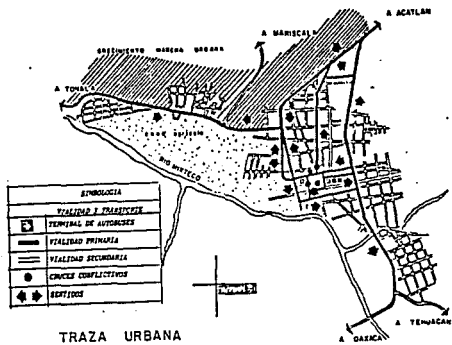 A ACATLAN
A MARISCALA
CRECIMIENTO MANCHA URBANA
A TONALA
RIO MIXTECO
SIMBOLOGIA
VIALIDAD Y TRANSPORTE
TERMINAL DE AUTOBUSES
VIALIDAD PRIMARIA
VIALIDAD SECUNDARIA
CRUCES CONFLICTIVOS
SENTIDOS
TRAZA URBANA
A OAXACA
A TEHUACAN